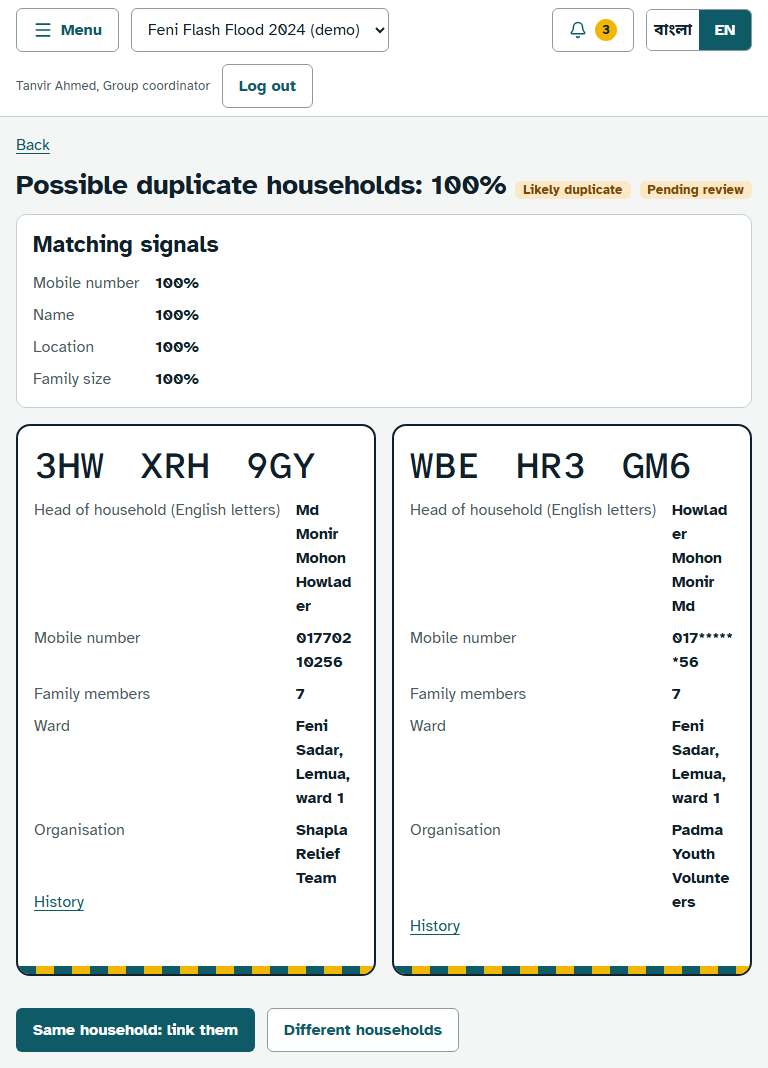 Menu
Feni Flash Flood 2024 (demo)
3
বাংলা
EN
Tanvir Ahmed, Group coordinator
Log out
Back
Possible duplicate households: 100%
Likely duplicate
Pending review
Matching signals
Mobile number 100%
Name 100%
Location 100%
Family size 100%
3HW XRH 9GY
Head of household (English letters) Md
Monir
Mohon
Howlad
er
Mobile number 017702
10256
Family members 7
Ward Feni
Sadar,
Lemua,
ward 1
Organisation Shapla
Relief
Team
History
WBE HR3 GM6
Head of household (English letters) Howlad
er
Mohon
Monir
Md
Mobile number 017*****
*56
Family members 7
Ward Feni
Sadar,
Lemua,
ward 1
Organisation Padma
Youth
Volunte
ers
History
Same household: link them
Different households